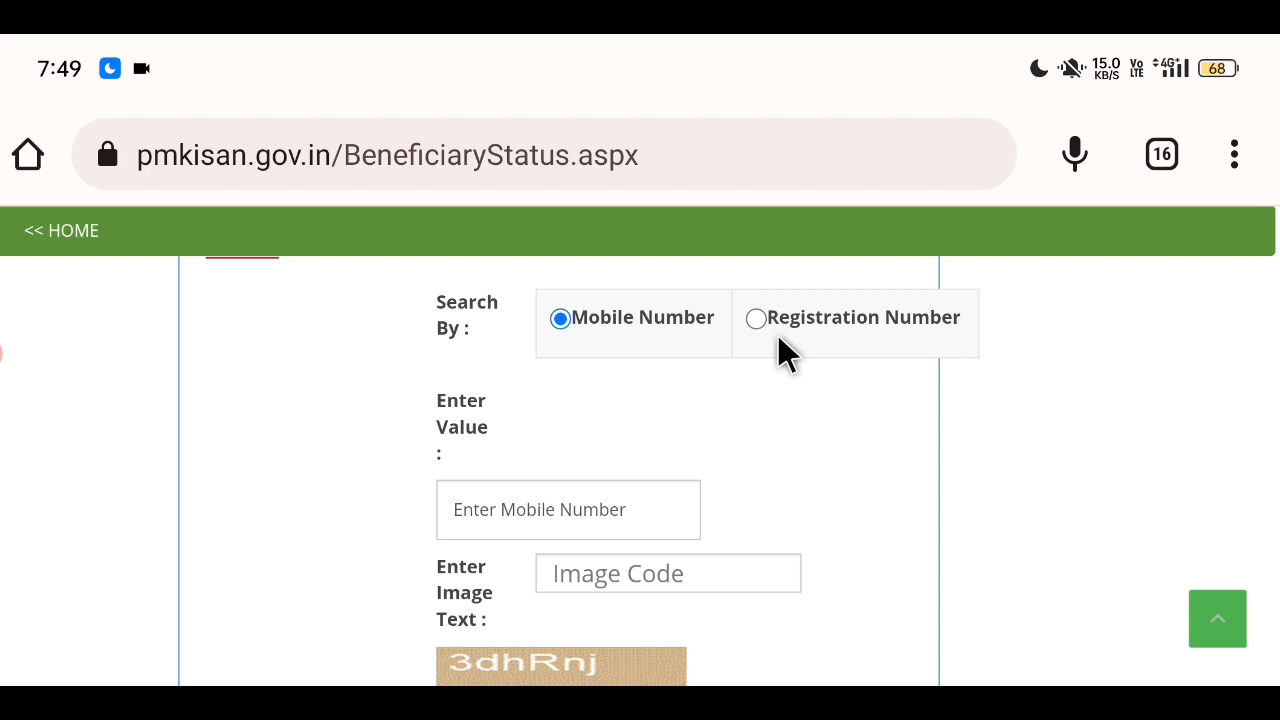 7:49
15.0
KB/S
Vo
LTE
4G+
68
pmkisan.gov.in/BeneficiaryStatus.aspx
16
<< HOME
Search
By :
Mobile Number
Registration Number
Enter
Value
:
Enter Mobile Number
Enter
Image
Text :
Image Code
3dhRnj